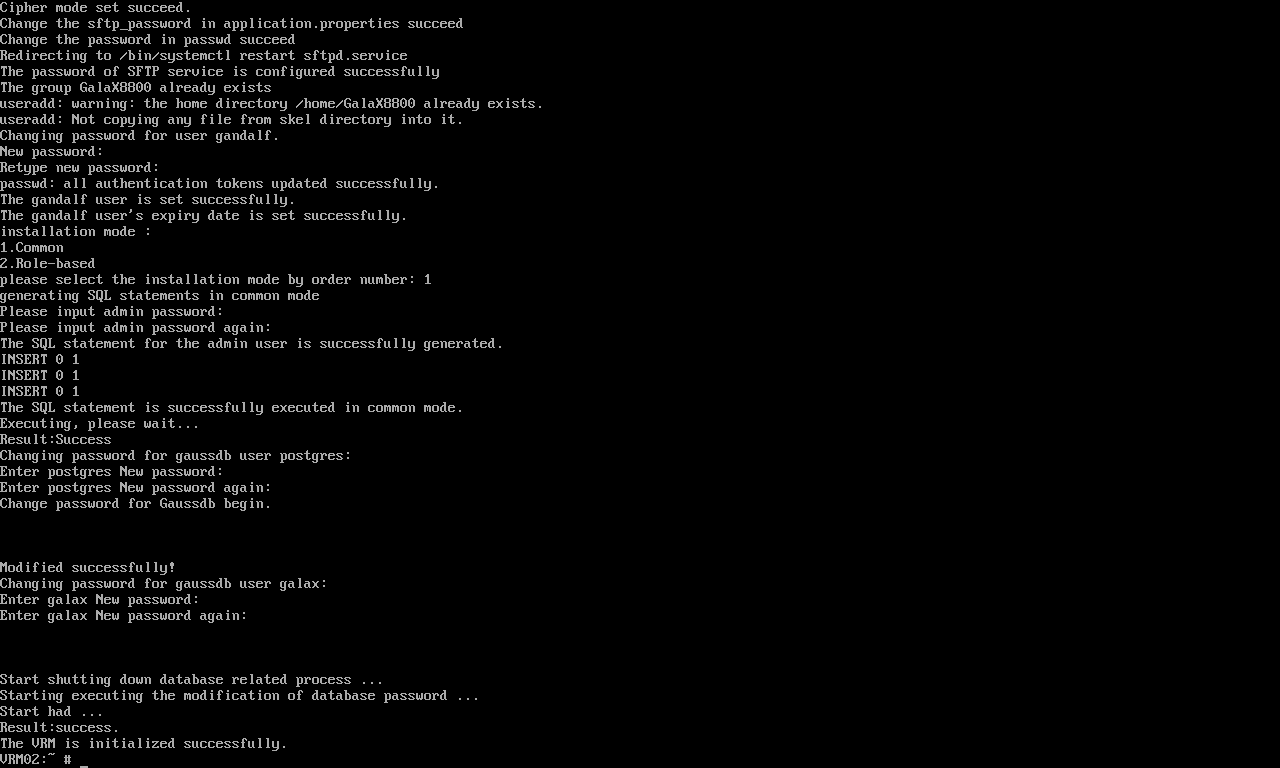 Cipher mode set succeed.
Change the sftp_password in application.properties succeed
Change the password in passwd succeed
Redirecting to /bin/systemctl restart sftpd.service
The password of SFTP service is configured successfully
The group GalaX8800 already exists
useradd: warning: the home directory /home/GalaX8800 already exists.
useradd: Not copying any file from skel directory into it.
Changing password for user gandalf.
New password:
Retype new password:
passwd: all authentication tokens updated successfully.
The gandalf user is set successfully.
The gandalf user's expiry date is set successfully.
installation mode :
1.Common
2.Role-based
please select the installation mode by order number: 1
generating SQL statements in common mode
Please input admin password:
Please input admin password again:
The SQL statement for the admin user is successfully generated.
INSERT 0 1
INSERT 0 1
INSERT 0 1
The SQL statement is successfully executed in common mode.
Executing, please wait...
Result:Success
Changing password for gaussdb user postgres:
Enter postgres New password:
Enter postgres New password again:
Change password for Gaussdb begin.
Modified successfully!
Changing password for gaussdb user galax:
Enter galax New password:
Enter galax New password again:
Start shutting down database related process ...
Starting executing the modification of database password ...
Start had ...
Result:success.
The VRM is initialized successfully.
VRM02:~ # _